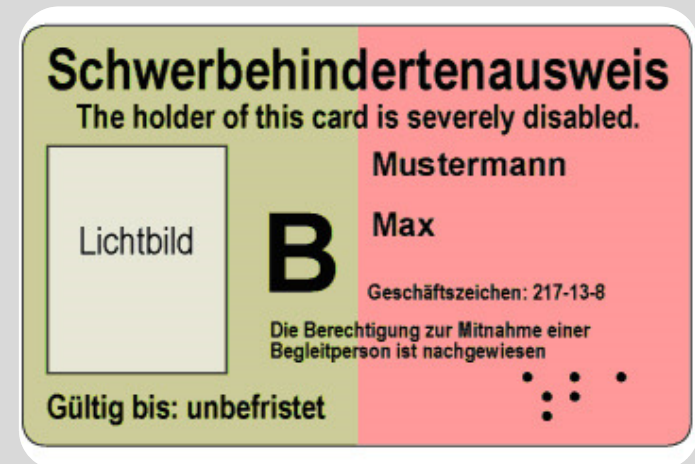 Schwerbehindertenausweis
The holder of this card is severely disabled.
Mustermann
Max
Lichtbild
B
Geschäftszeichen: 217-13-8
Die Berechtigung zur Mitnahme einer
Begleitperson ist nachgewiesen
Gültig bis: unbefristet